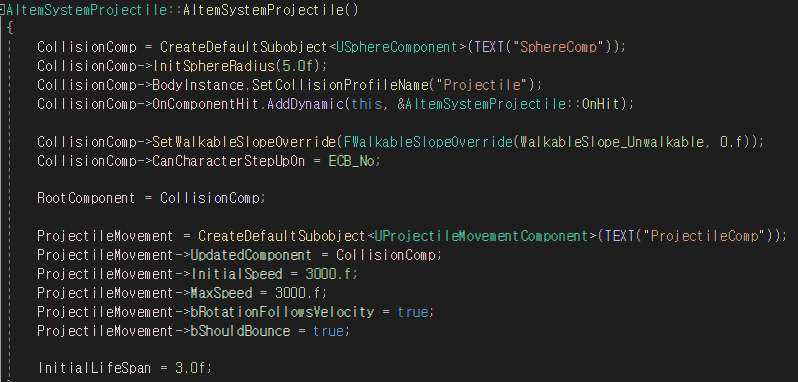 AItemSystemProjectile::AItemSystemProjectile()
{
CollisionComp = CreateDefaultSubobject<USphereComponent>(TEXT("SphereComp"));
CollisionComp->InitSphereRadius(5.0f);
CollisionComp->BodyInstance.SetCollisionProfileName("Projectile");
CollisionComp->OnComponentHit.AddDynamic(this, &AItemSystemProjectile::OnHit);
CollisionComp->SetWalkableSlopeOverride(FWalkableSlopeOverride(WalkableSlope_Unwalkable, 0.f));
CollisionComp->CanCharacterStepUpOn = ECB_No;
RootComponent = CollisionComp;
ProjectileMovement = CreateDefaultSubobject<UProjectileMovementComponent>(TEXT("ProjectileComp"));
ProjectileMovement->UpdatedComponent = CollisionComp;
ProjectileMovement->InitialSpeed = 3000.f;
ProjectileMovement->MaxSpeed = 3000.f;
ProjectileMovement->bRotationFollowsVelocity = true;
ProjectileMovement->bShouldBounce = true;
InitialLifeSpan = 3.0f;